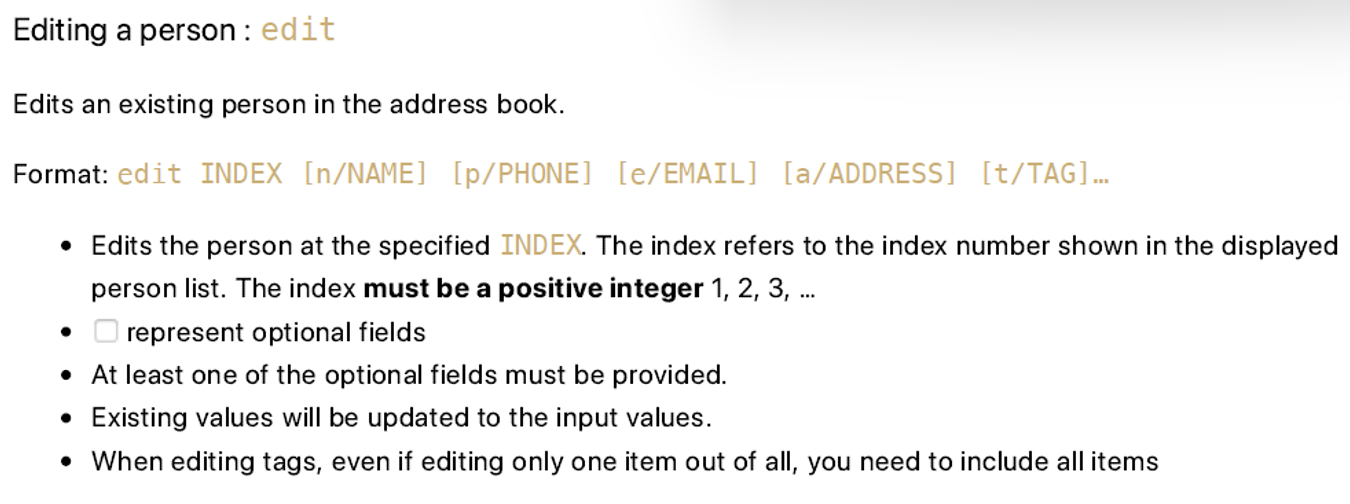 Editing a person : edit
Edits an existing person in the address book.
Format: edit INDEX [n/NAME] [p/PHONE] [e/EMAIL] [a/ADDRESS] [t/TAG]…
• Edits the person at the specified INDEX. The index refers to the index number shown in the displayed
person list. The index must be a positive integer 1, 2, 3, …
• ☐ represent optional fields
• At least one of the optional fields must be provided.
• Existing values will be updated to the input values.
• When editing tags, even if editing only one item out of all, you need to include all items